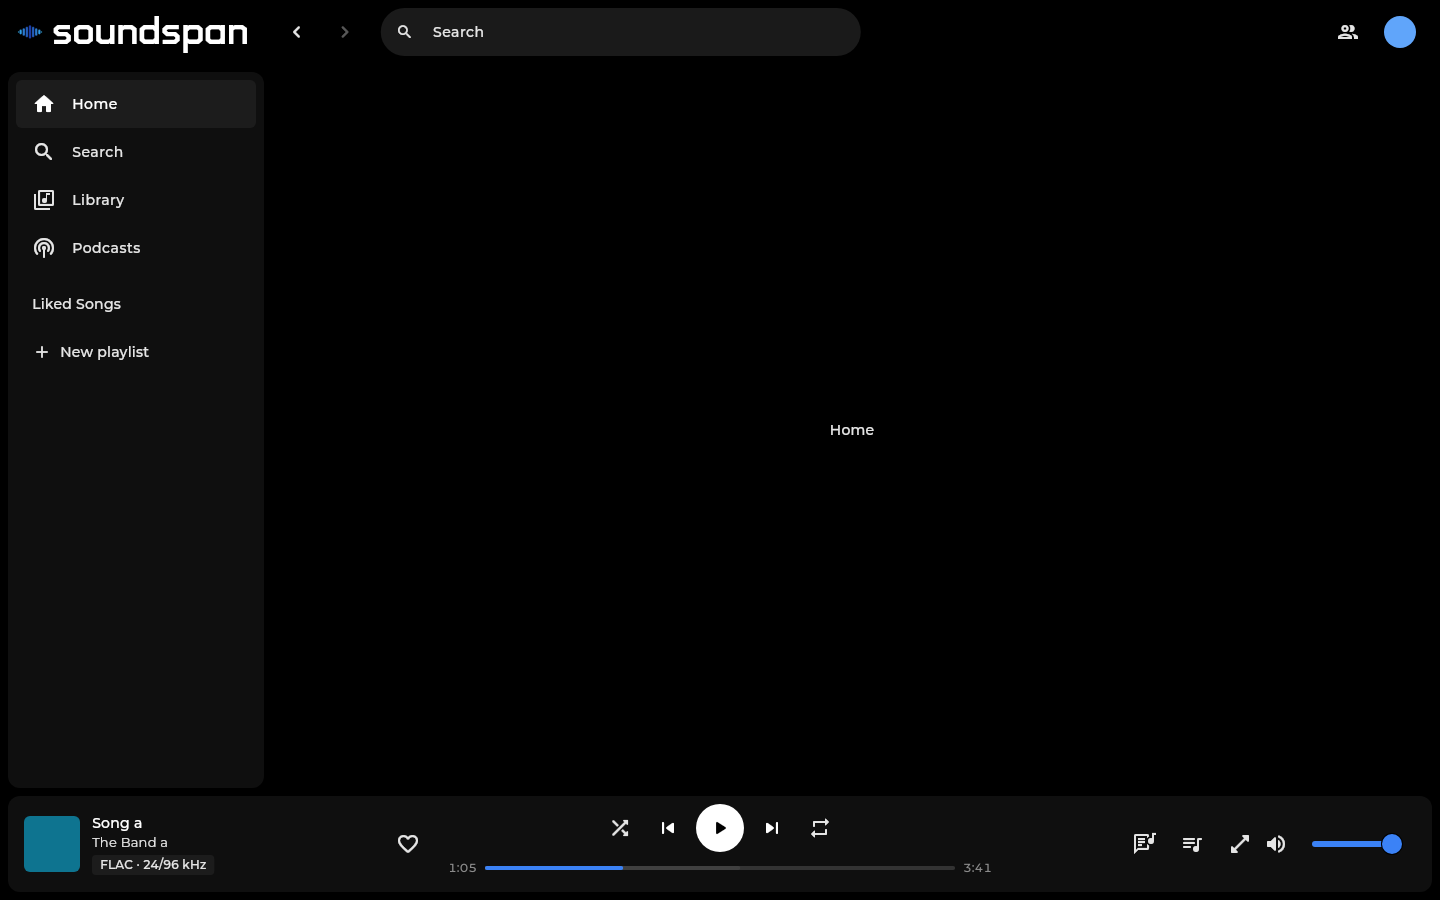 soundspan
Search
Home
Search
Library
Podcasts
Liked Songs
New playlist
Home
Song a
The Band a
FLAC · 24/96 kHz
1:05
3:41